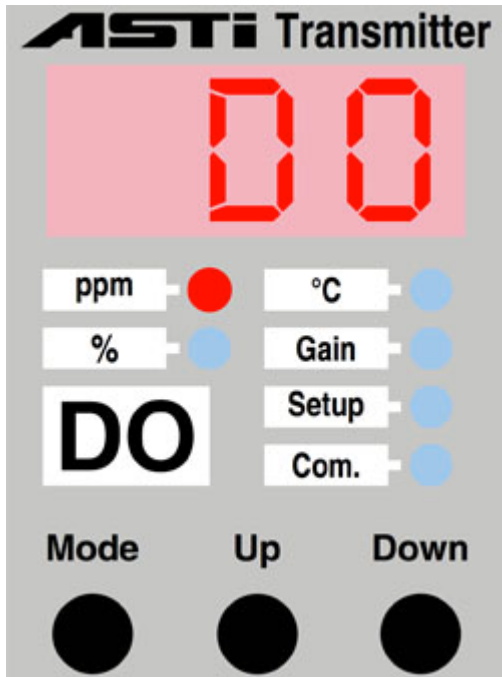 ASTi Transmitter
DO
ppm
°C
%
Gain
DO
Setup
Com.
Mode Up Down